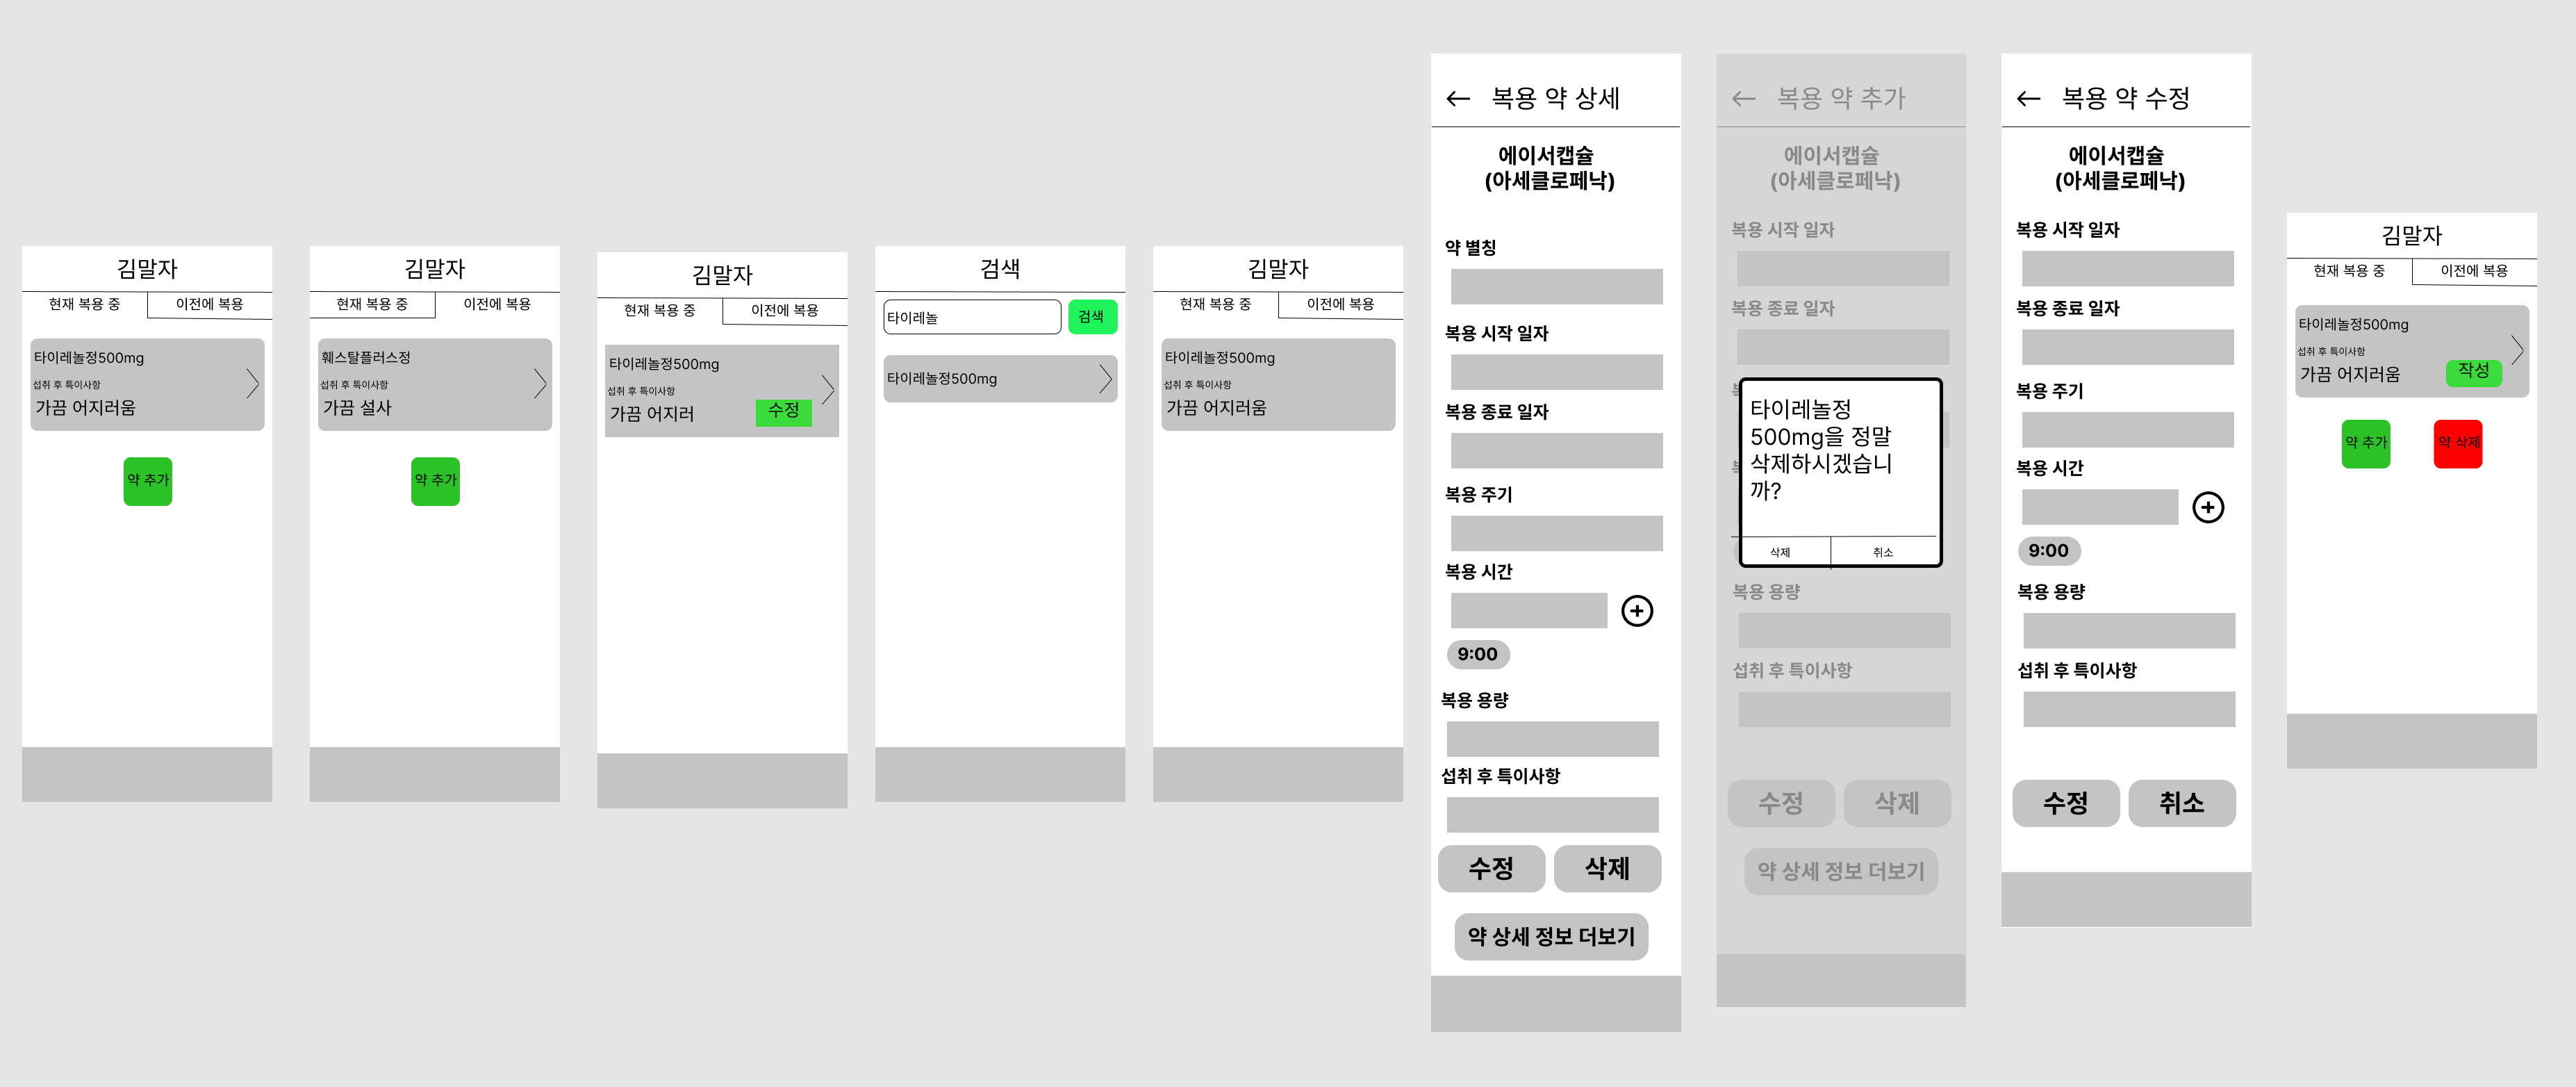 김말자
현재 복용 중
이전에 복용
타이레놀정500mg
섭취 후 특이사항
가끔 어지러움
약 추가
김말자
현재 복용 중
이전에 복용
훼스탈플러스정
섭취 후 특이사항
가끔 설사
약 추가
김말자
현재 복용 중
이전에 복용
타이레놀정500mg
섭취 후 특이사항
가끔 어지러
수정
검색
타이레놀
검색
타이레놀정500mg
김말자
현재 복용 중
이전에 복용
타이레놀정500mg
섭취 후 특이사항
가끔 어지러움
복용 약 상세
에이서캡슐
(아세클로페낙)
약 별칭
복용 시작 일자
복용 종료 일자
복용 주기
복용 시간
9:00
복용 용량
섭취 후 특이사항
수정
삭제
약 상세 정보 더보기
복용 약 추가
에이서캡슐
(아세클로페낙)
복용 시작 일자
복용 종료 일자
타이레놀정
500mg을 정말
삭제하시겠습니
까?
삭제
취소
복용 용량
섭취 후 특이사항
수정
삭제
약 상세 정보 더보기
복용 약 수정
에이서캡슐
(아세클로페낙)
복용 시작 일자
복용 종료 일자
복용 주기
복용 시간
9:00
복용 용량
섭취 후 특이사항
수정
취소
김말자
현재 복용 중
이전에 복용
타이레놀정500mg
섭취 후 특이사항
가끔 어지러움
작성
약 추가
약 삭제